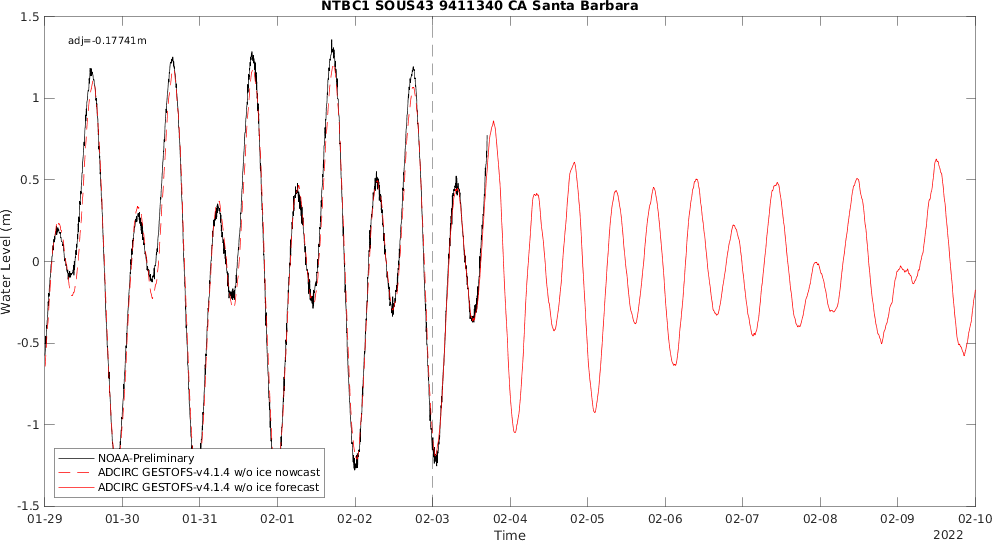 NTBC1 SOUS43 9411340 CA Santa Barbara
1.5
adj=-0.17741m
1
0.5
0
-0.5
-1
-1.5
Water Level (m)
NOAA-Preliminary
ADCIRC GESTOFS-v4.1.4 w/o ice nowcast
ADCIRC GESTOFS-v4.1.4 w/o ice forecast
01-29 01-30 01-31 02-01 02-02 02-03 02-04 02-05 02-06 02-07 02-08 02-09 02-10
Time
2022